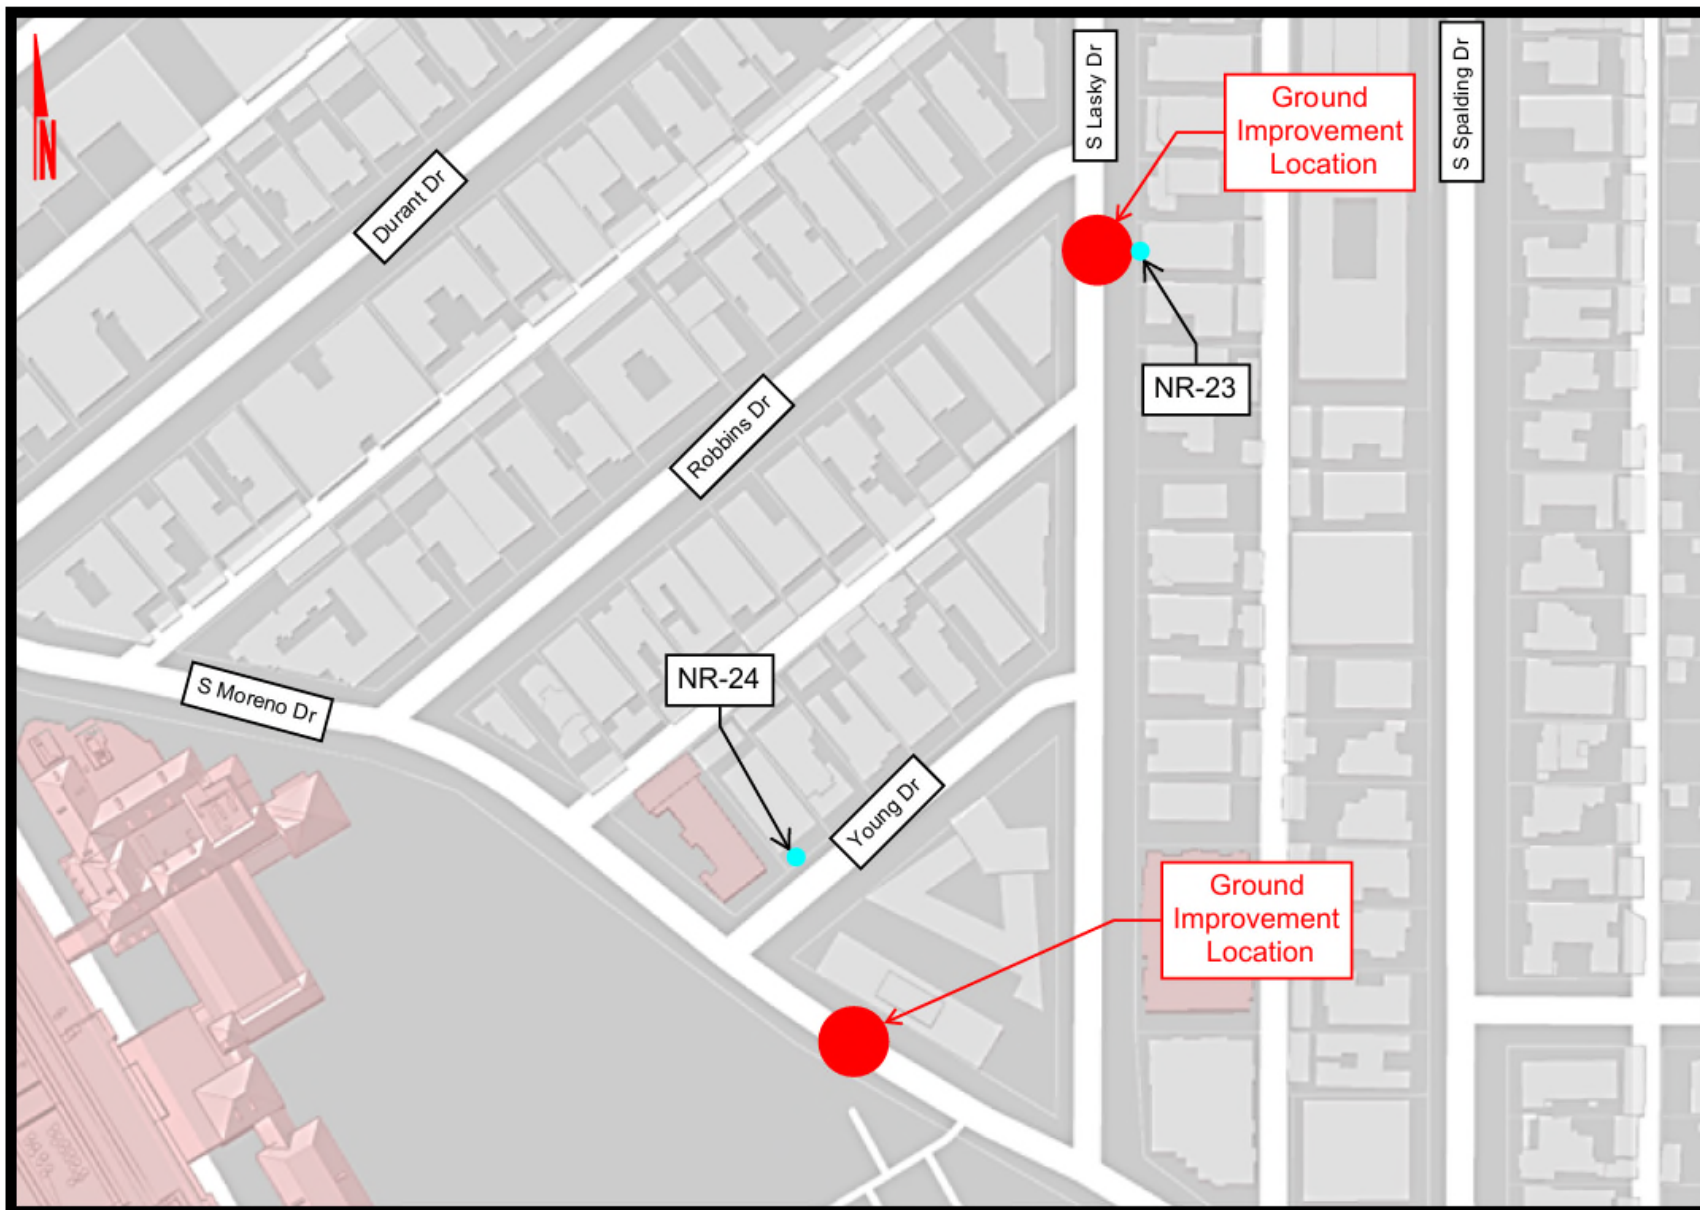 N
S Lasky Dr
S Spalding Dr
Ground
Improvement
Location
Durant Dr
NR-23
Robbins Dr
NR-24
S Moreno Dr
Young Dr
Ground
Improvement
Location